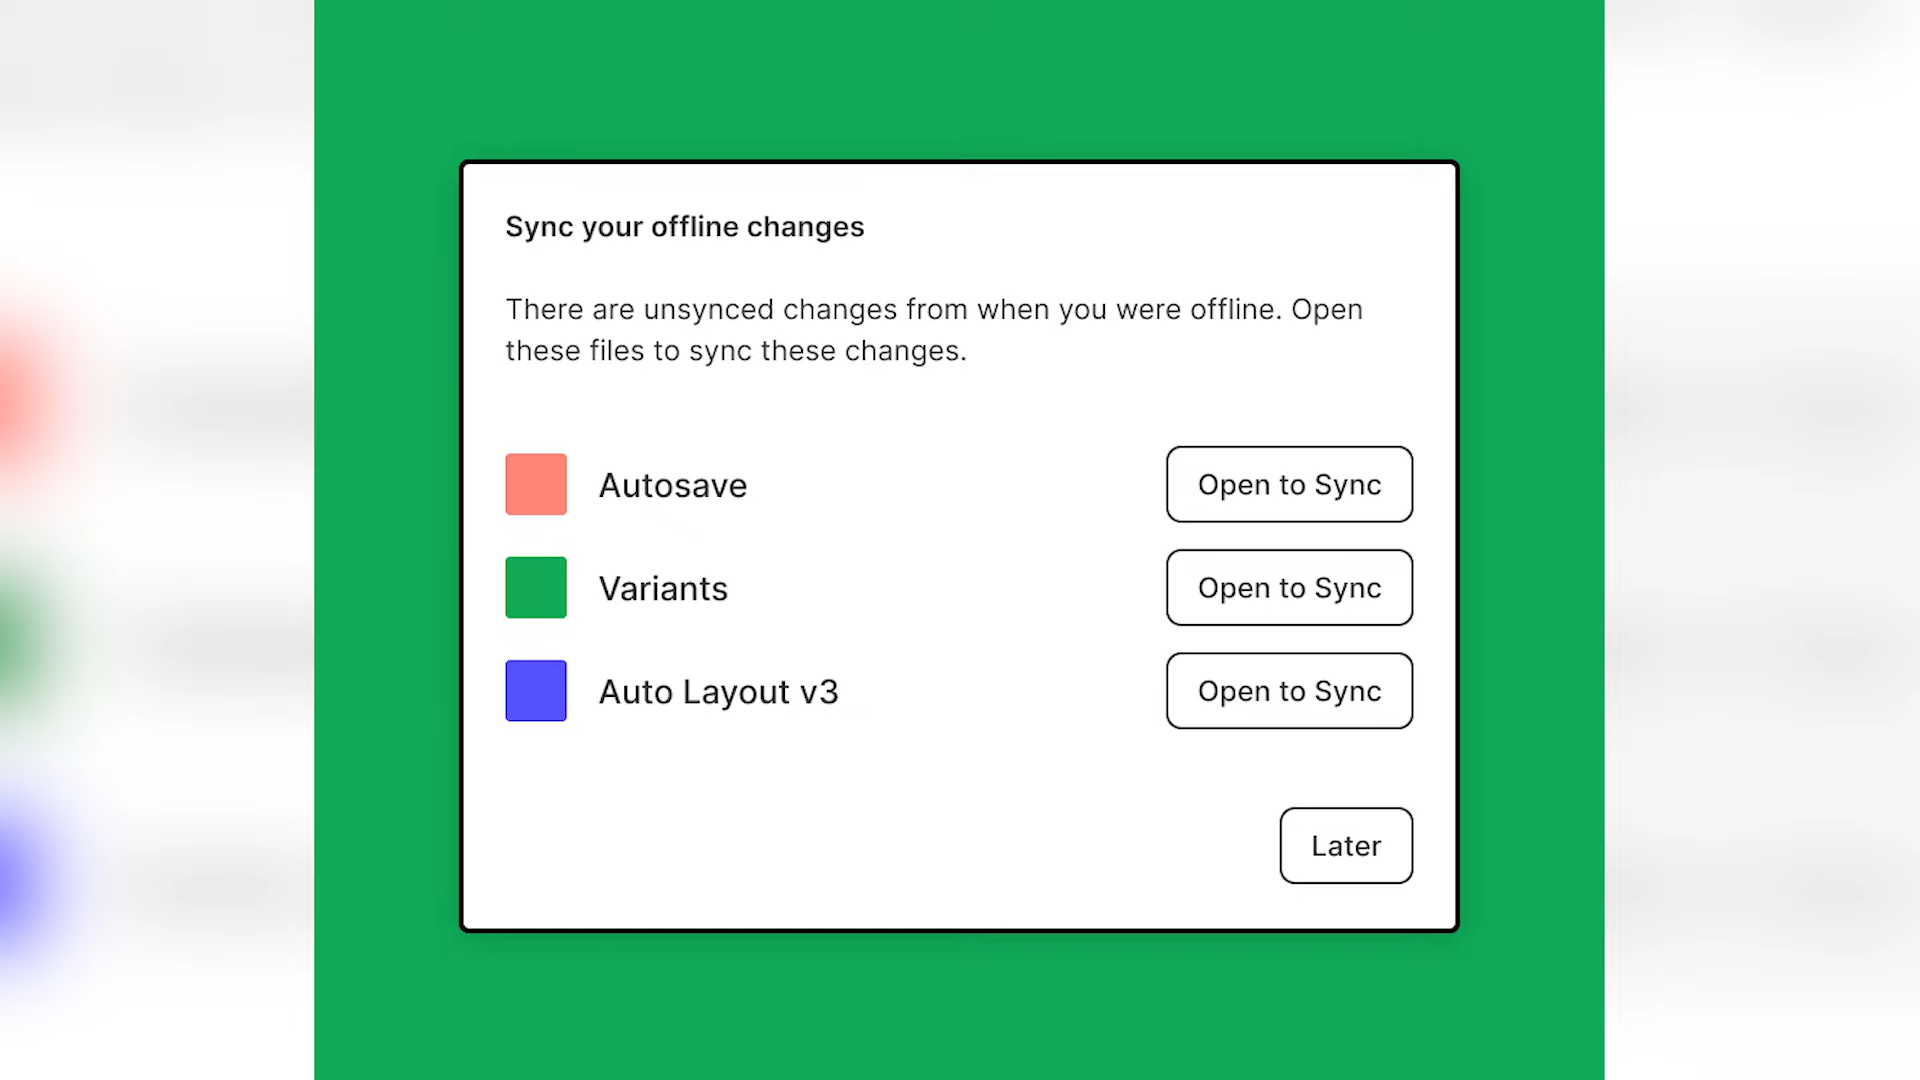 Sync your offline changes
There are unsynced changes from when you were offline. Open
these files to sync these changes.
Autosave
Open to Sync
Variants
Open to Sync
Auto Layout v3
Open to Sync
Later